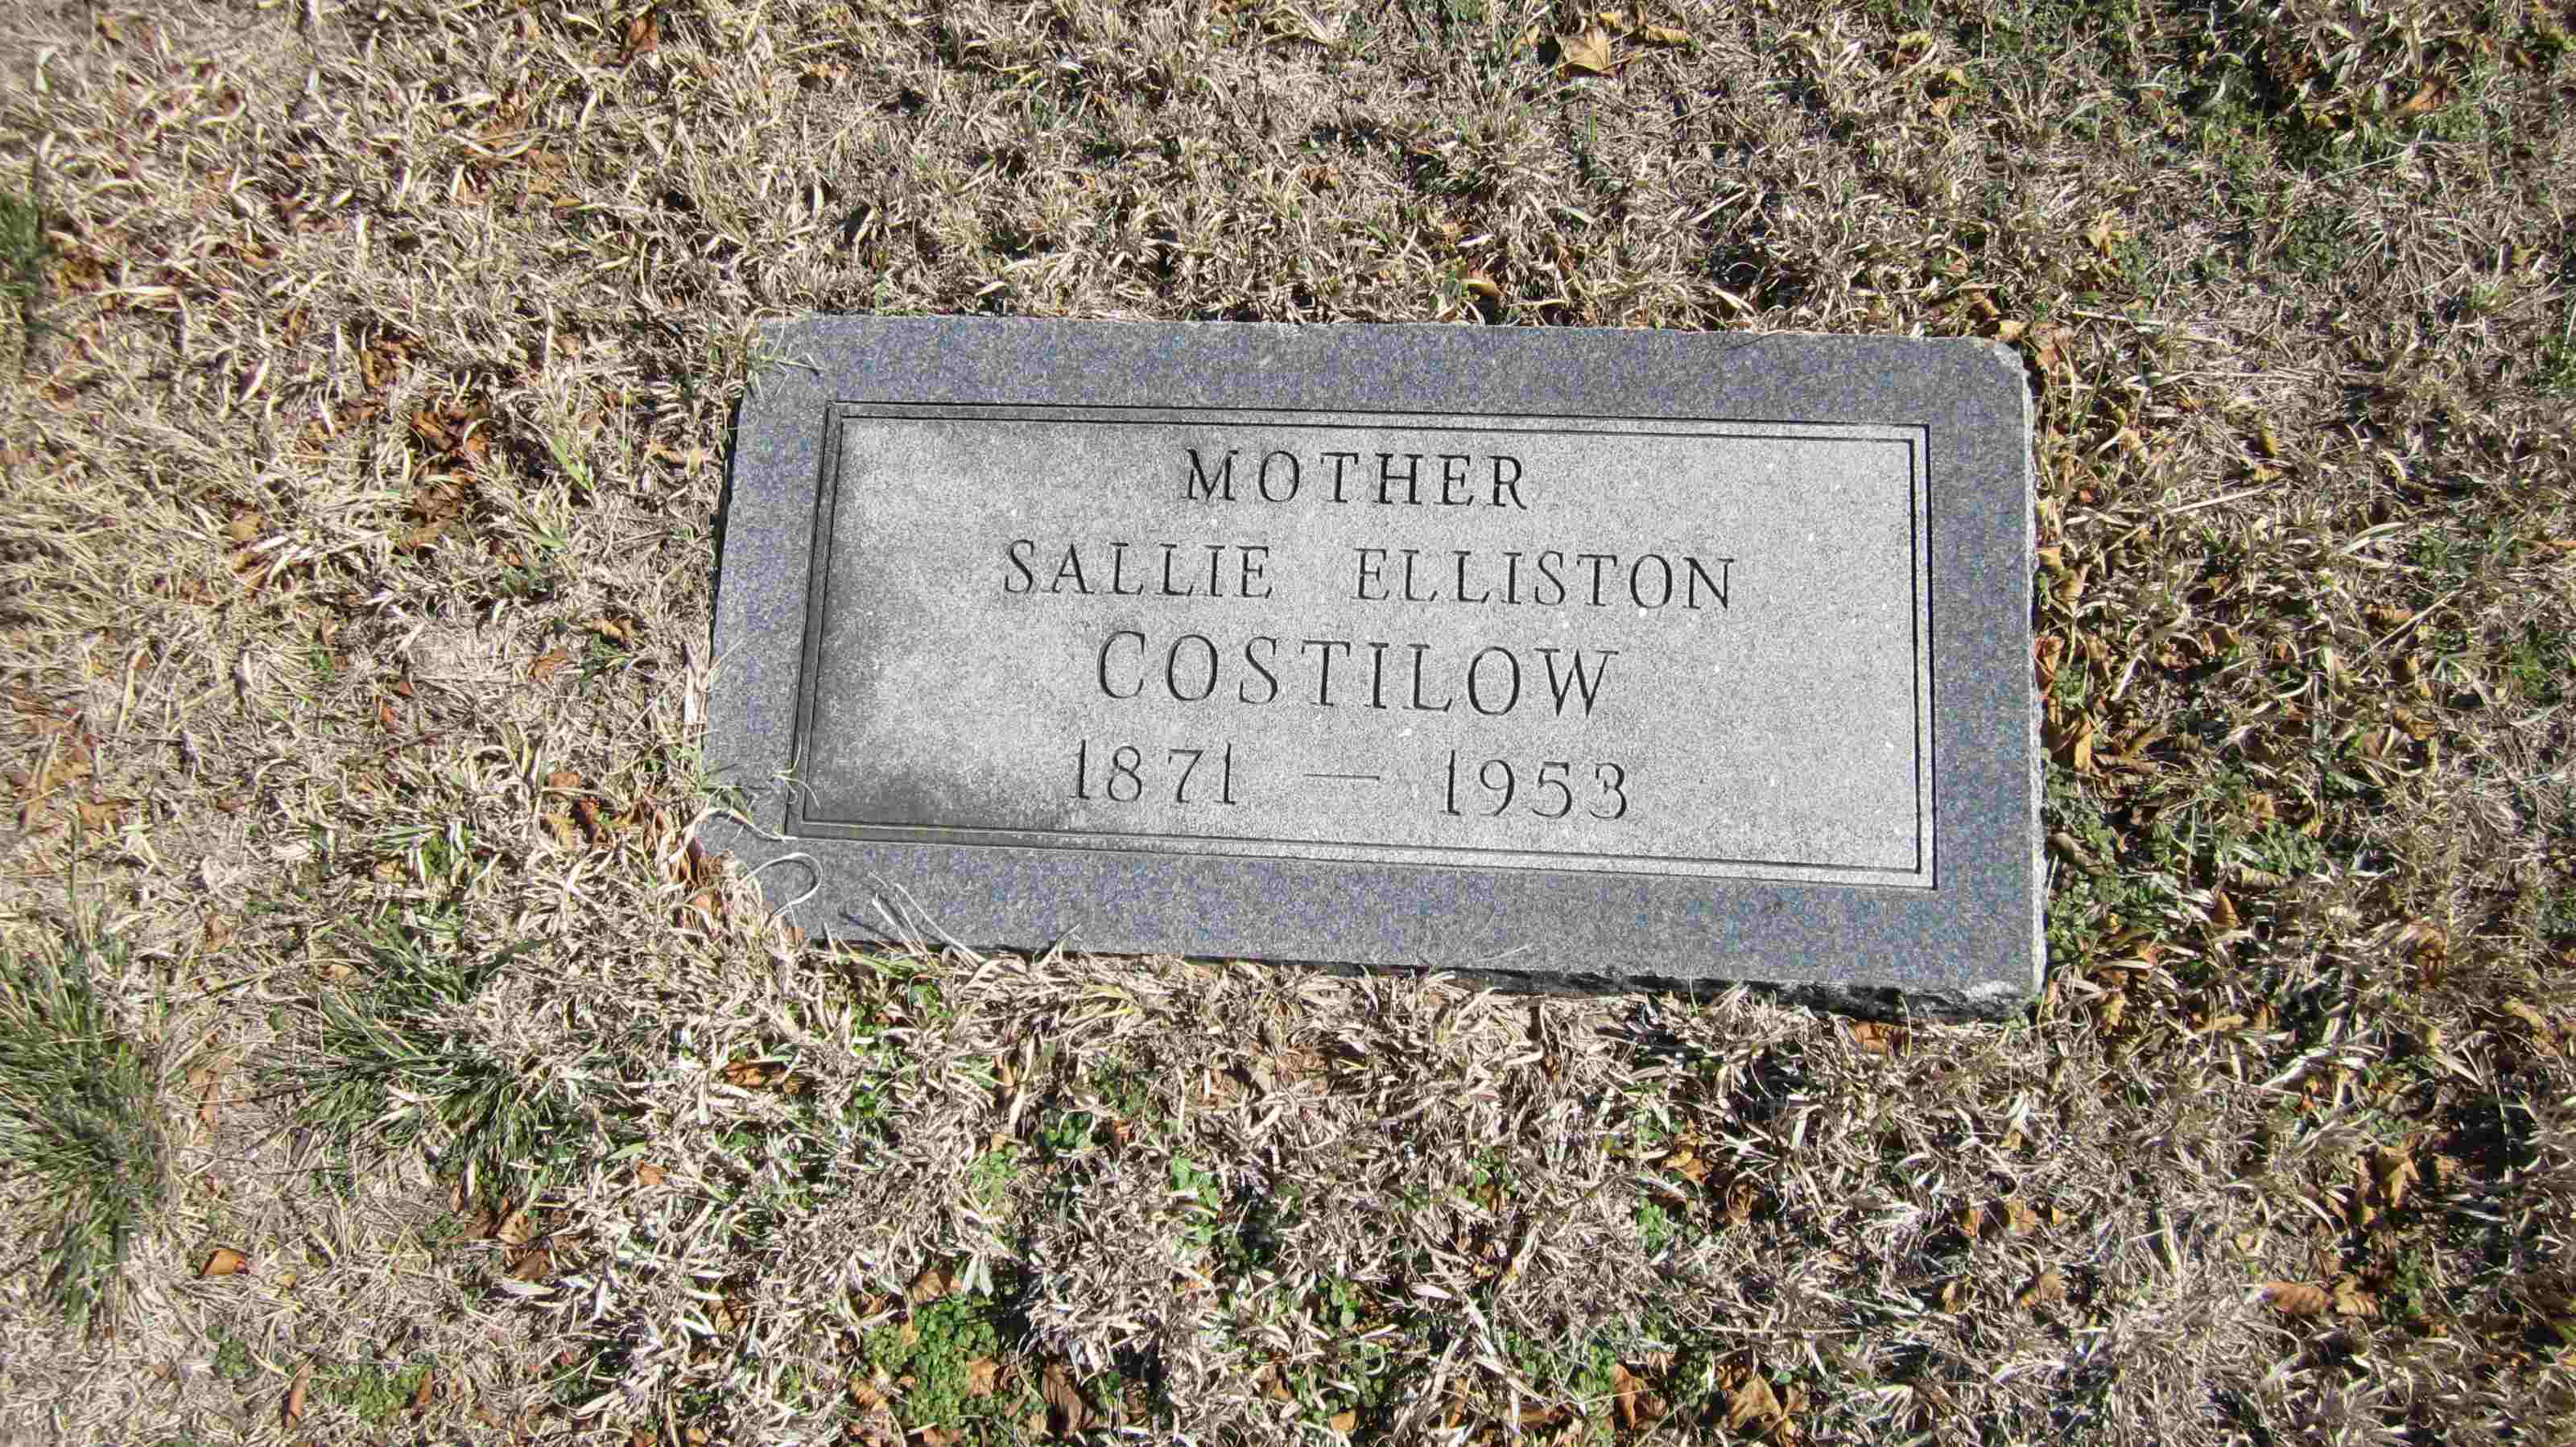 MOTHER
SALLIE ELLISTON
COSTILOW
1871 — 1953